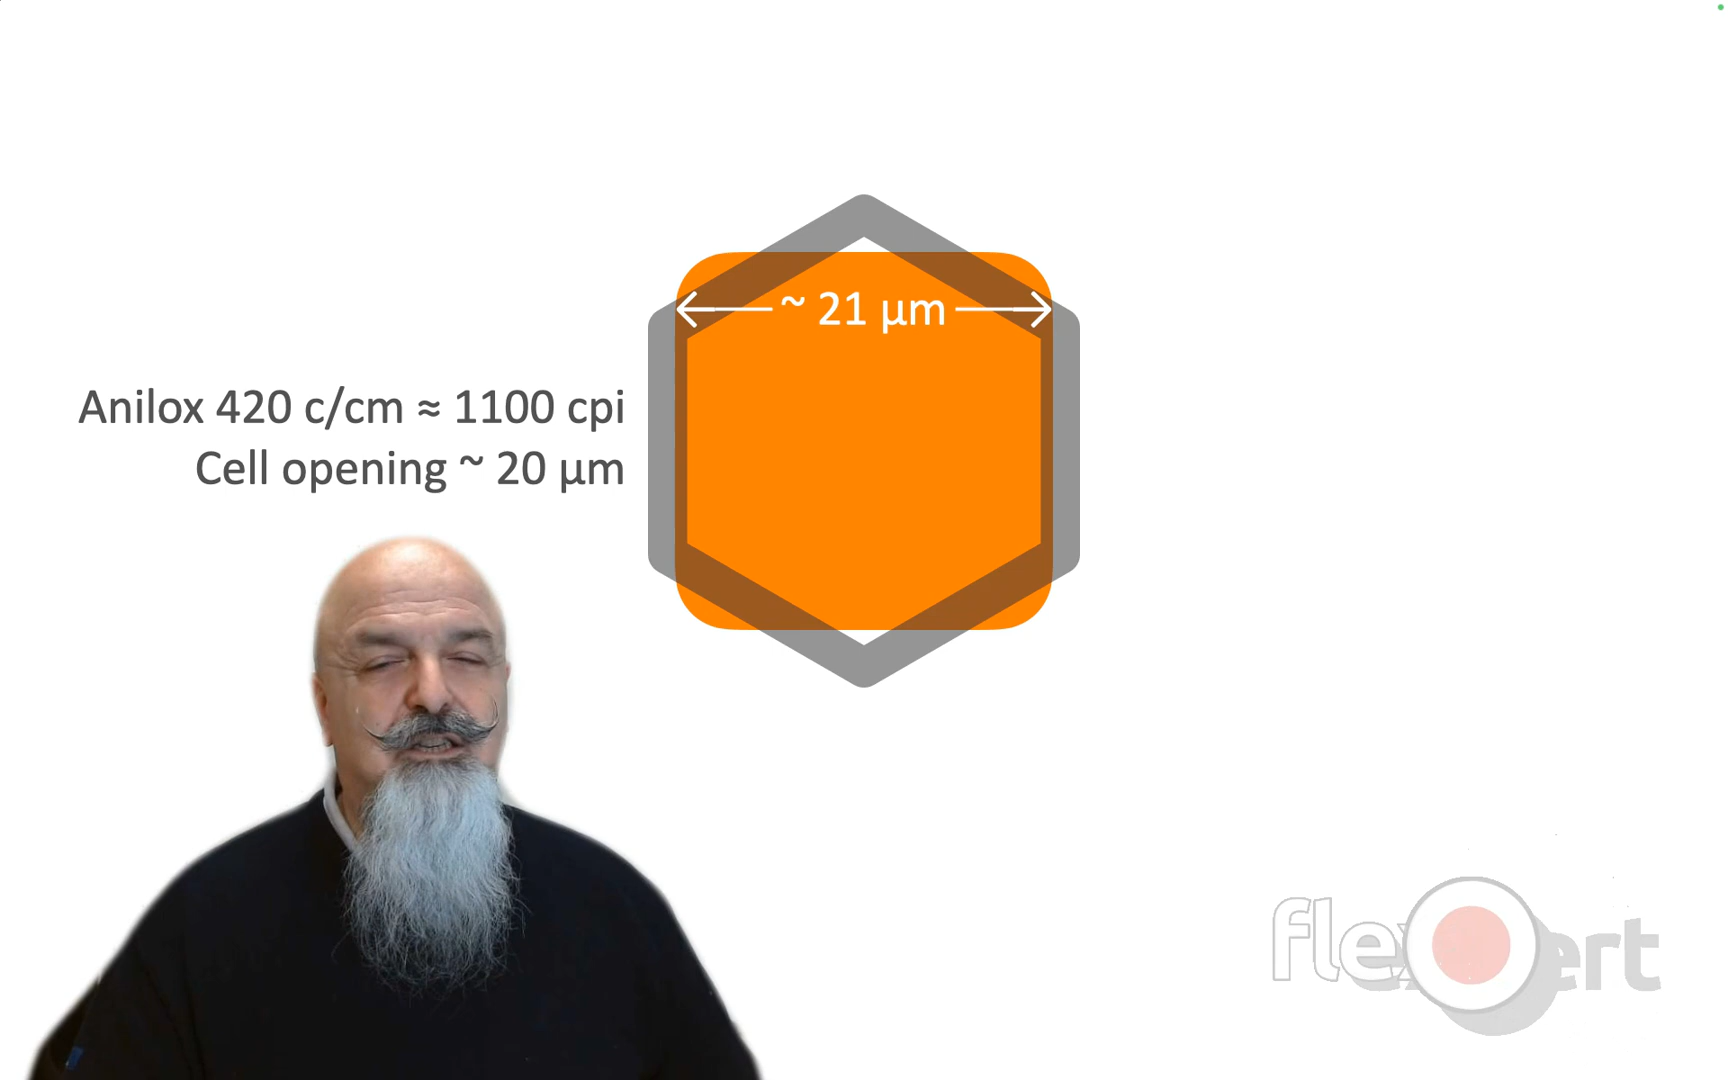 ~ 21 µm
Anilox 420 c/cm ≈ 1100 cpi
Cell opening ~ 20 µm